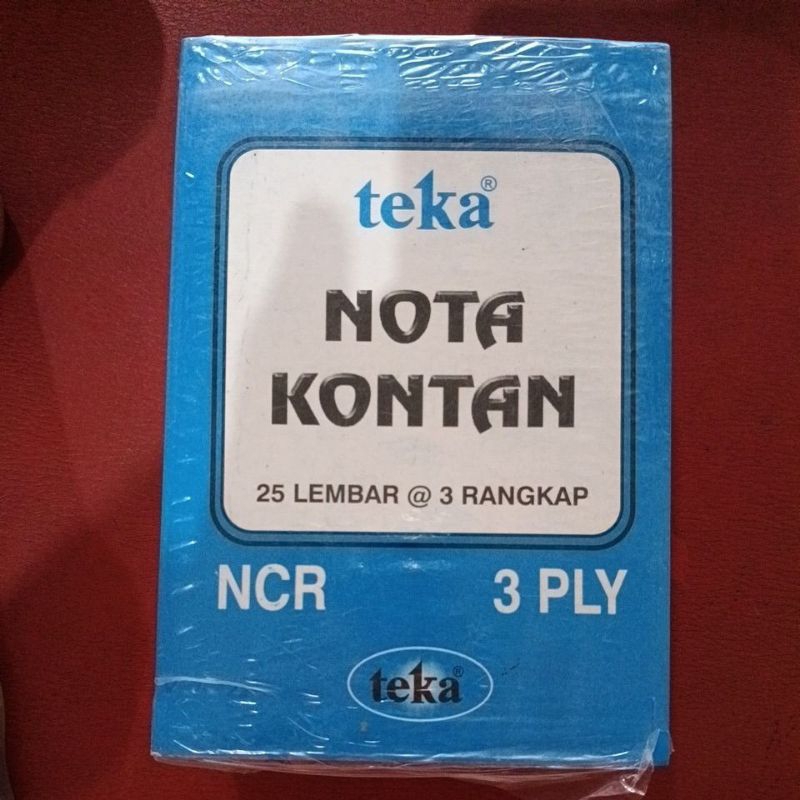 teka®
NOTA
KONTAN
25 LEMBAR @ 3 RANGKAP
NCR 3 PLY
teka®